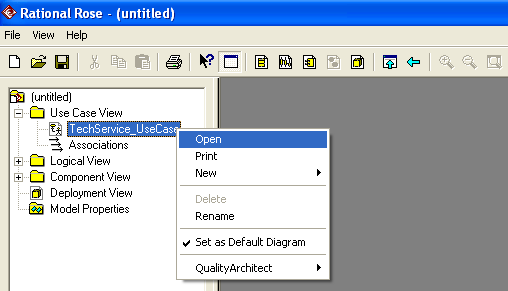 Rational Rose - (untitled)
File View Help
(untitled)
Use Case View
TechService_UseCase
Associations
Logical View
Component View
Deployment View
Model Properties
Open
Print
New
Delete
Rename
Set as Default Diagram
QualityArchitect